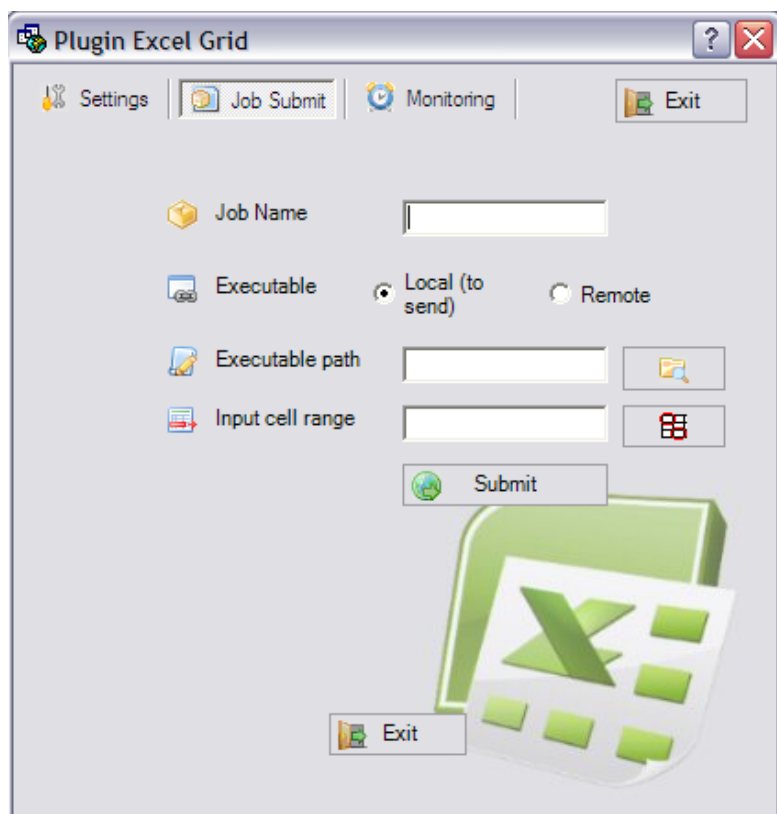 Plugin Excel Grid
Settings Job Submit Monitoring Exit
Job Name
Executable Local (to
send) Remote
Executable path
Input cell range
Submit
Exit